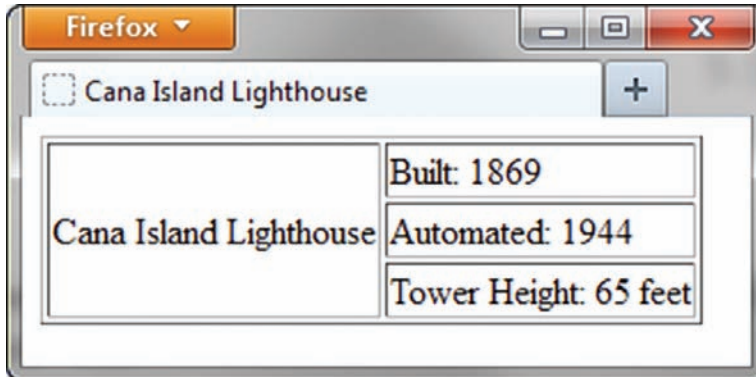 Firefox
Cana Island Lighthouse
Cana Island Lighthouse
Built: 1869
Automated: 1944
Tower Height: 65 feet